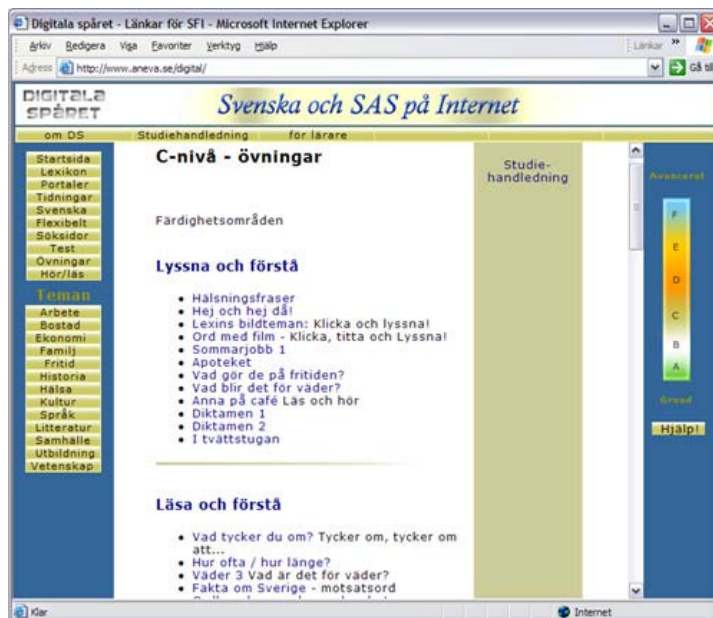 Digitala spåret - Länkar för SFI - Microsoft Internet Explorer
Arkiv Redigera Visa Favoriter Verktyg Hjälp
Länkar
Adress http://www.aneva.se/digital/
Gå till
DIGITALA
SPÅRET
Svenska och SAS på Internet
om DS Studiehandledning för lärare
Startsida
Lexikon
Portaler
Tidningar
Svenska
Flexibelt
Söksidor
Test
Övningar
Hör/läs
Teman
Arbete
Bostad
Ekonomi
Familj
Fritid
Historia
Hälsa
Kultur
Språk
Litteratur
Samhälle
Utbildning
Vetenskap
C-nivå - övningar
Färdighetsområden
Lyssna och förstå
Hälsningsfraser
Hej och hej då!
Lexins bildteman: Klicka och lyssna!
Ord med film - Klicka, titta och Lyssna!
Sommarjobb 1
Apoteket
Vad gör de på fritiden?
Vad blir det för väder?
Anna på café Läs och hör
Diktamen 1
Diktamen 2
I tvättstugan
Läsa och förstå
Vad tycker du om? Tycker om, tycker om
att...
Hur ofta / hur länge?
Väder 3 Vad är det för väder?
Fakta om Sverige - motsatsord
Studie-
handledning
Avancerat
F
E
D
C
B
A
Grund
Hjälp!
Klar
Internet